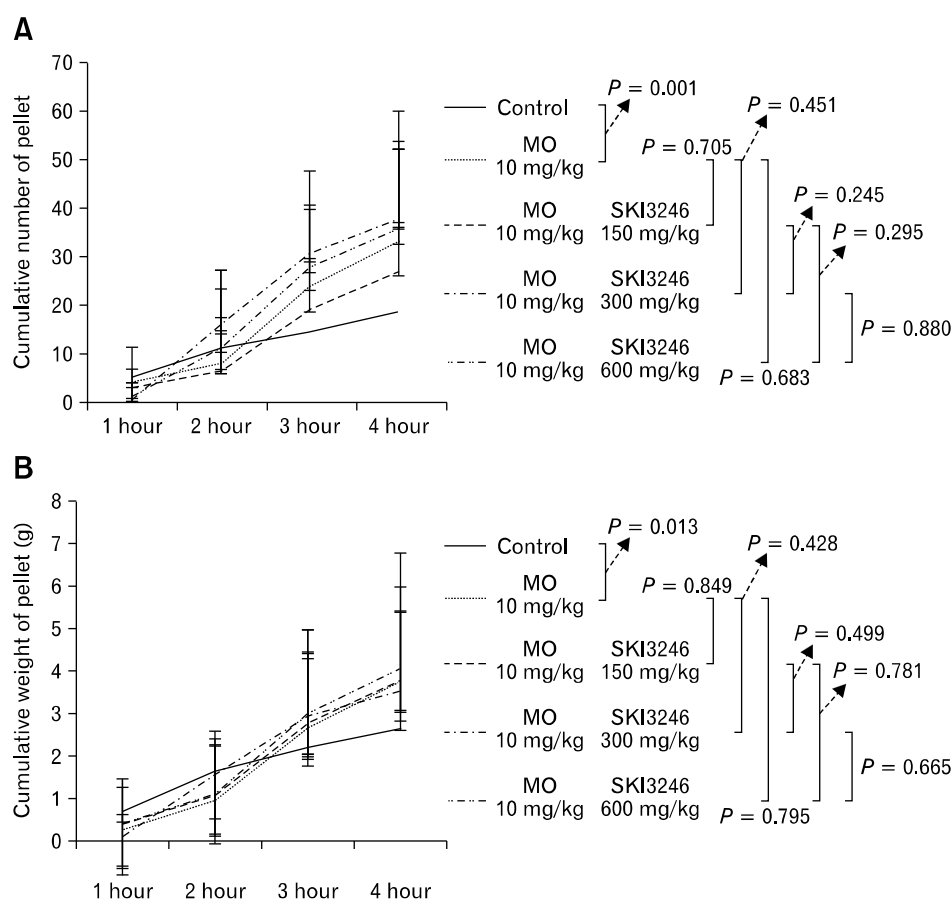 A
Cumulative number of pellet
70
60
50
40
30
20
10
0
1 hour 2 hour 3 hour 4 hour
Control
MO
10 mg/kg
MO SKI3246
10 mg/kg 150 mg/kg
MO SKI3246
10 mg/kg 300 mg/kg
MO SKI3246
10 mg/kg 600 mg/kg
P = 0.001
P = 0.451
P = 0.705
P = 0.245
P = 0.295
P = 0.880
P = 0.683
B
Cumulative weight of pellet (g)
8
7
6
5
4
3
2
1
0
1 hour 2 hour 3 hour 4 hour
Control
MO
10 mg/kg
MO SKI3246
10 mg/kg 150 mg/kg
MO SKI3246
10 mg/kg 300 mg/kg
MO SKI3246
10 mg/kg 600 mg/kg
P = 0.013
P = 0.428
P = 0.849
P = 0.499
P = 0.781
P = 0.665
P = 0.795